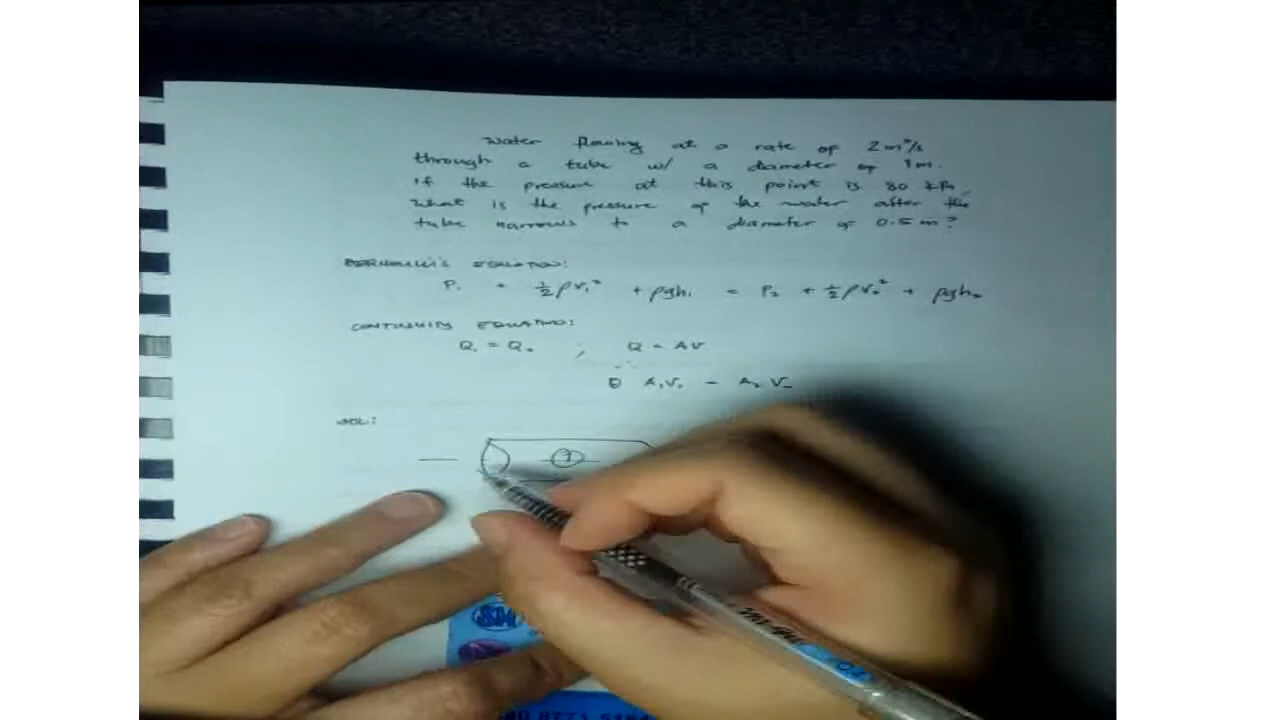 Water flowing at a rate of 2 m³/s
through a tube w/ a diameter of 1m.
If the pressure at this point is 80 kPa,
what is the pressure of the water after the
tube narrows to a diameter of 0.5 m?
BERNOULLI'S EQUATION:
P₁ + ½ρv₁² + ρgh₁ = P₂ + ½ρv₂² + ρgh₂
CONTINUITY EQUATION:
Q₁ = Q₂ ; Q = AV
A₁V₁ = A₂V₂
SOL:
1
SM